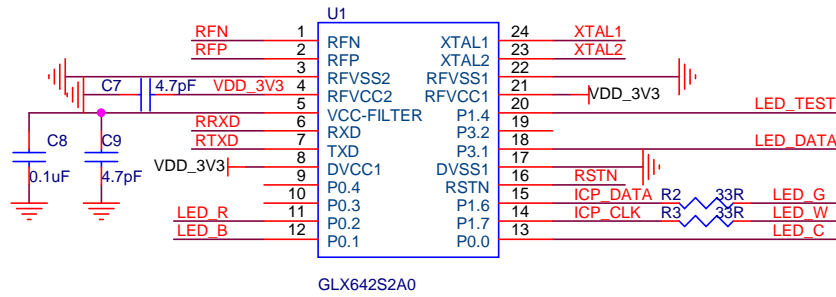 U1
RFN 1 RFN XTAL1 24 XTAL1
RFP 2 RFP XTAL2 23 XTAL2
3 RFVSS2 RFVSS1 22
C7 4.7pF VDD_3V3 4 RFVCC2 RFVCC1 21 VDD_3V3
5 VCC-FILTER P1.4 20 LED_TEST
RRXD 6 RXD P3.2 19
RTXD 7 TXD P3.1 18 LED_DATA
VDD_3V3 8 DVCC1 DVSS1 17
9 P0.4 RSTN 16 RSTN
10 P0.3 P1.6 15 ICP_DATA R2 33R LED_G
LED_R 11 P0.2 P1.7 14 ICP_CLK R3 33R LED_W
LED_B 12 P0.1 P0.0 13 LED_C
C8 C9
0.1uF 4.7pF
GLX642S2A0